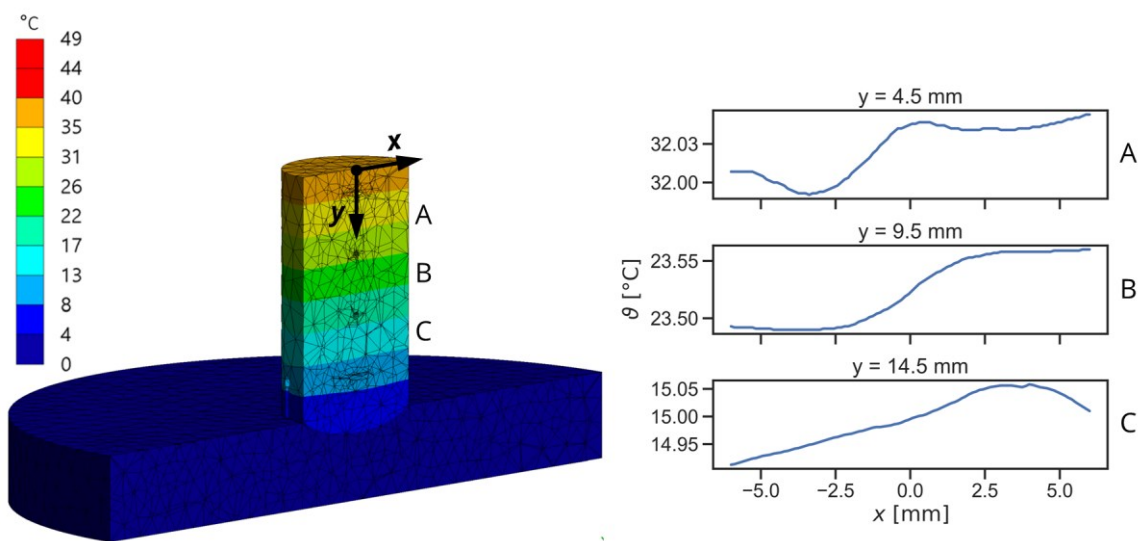 °C
49
44
40
35
31
26
22
17
13
8
4
0
x
y
A
B
C
y = 4.5 mm
32.03
32.00
A
y = 9.5 mm
23.55
23.50
B
θ [°C]
y = 14.5 mm
15.05
15.00
14.95
C
−5.0 −2.5 0.0 2.5 5.0
x [mm]